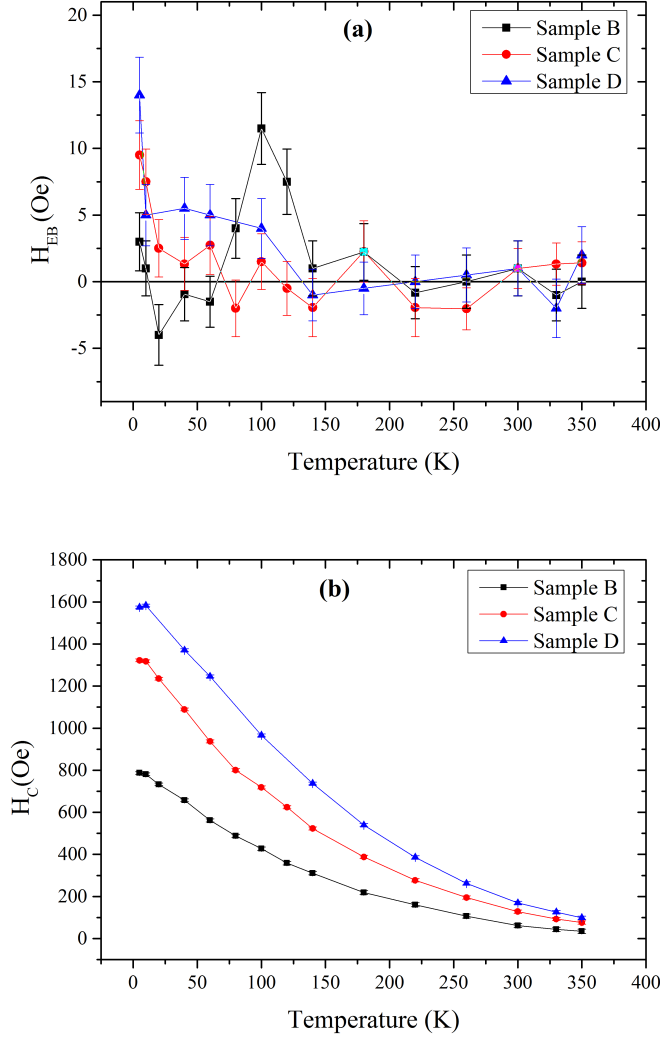 (a)
Sample B
Sample C
Sample D
20
15
10
5
0
-5
H_EB (Oe)
0 50 100 150 200 250 300 350 400
Temperature (K)
(b)
Sample B
Sample C
Sample D
1800
1600
1400
1200
1000
800
600
400
200
0
H_C(Oe)
0 50 100 150 200 250 300 350 400
Temperature (K)